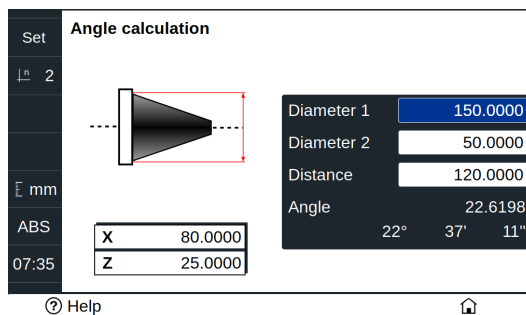 Set
2
mm
ABS
07:35
Angle calculation
X 80.0000
Z 25.0000
Diameter 1 150.0000
Diameter 2 50.0000
Distance 120.0000
Angle 22.6198
22° 37' 11"
? Help